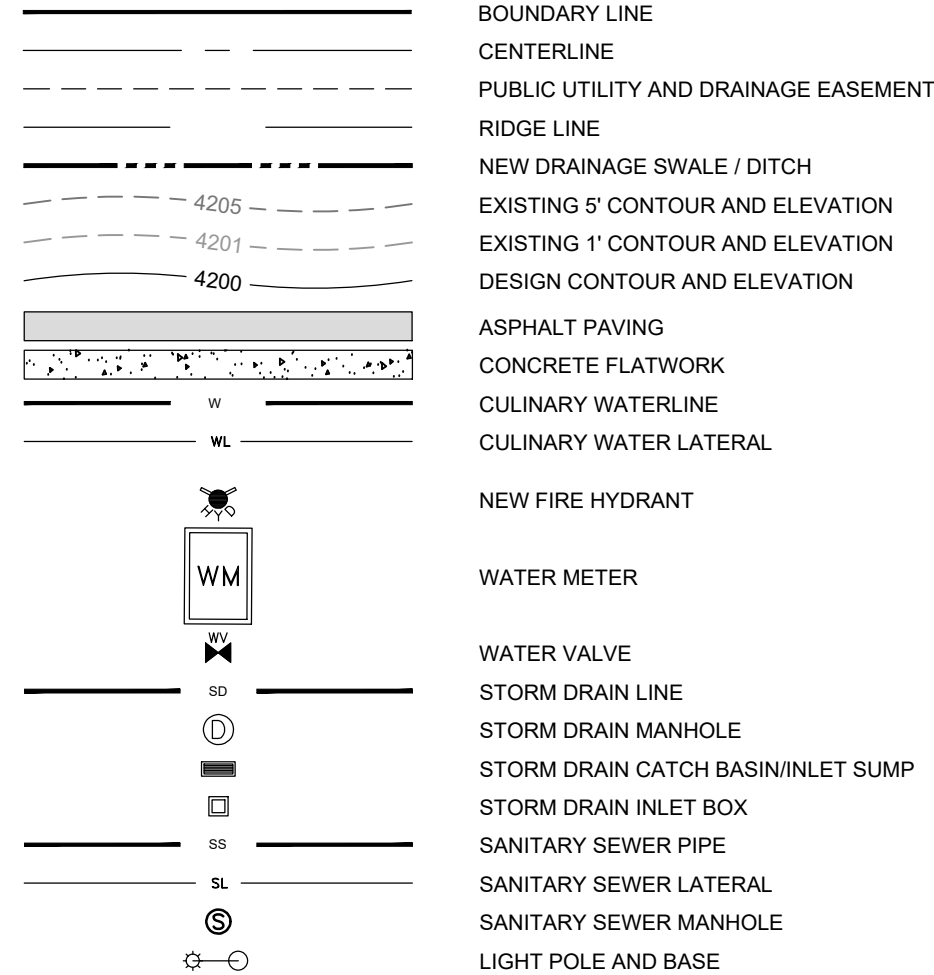 BOUNDARY LINE
CENTERLINE
PUBLIC UTILITY AND DRAINAGE EASEMENT
RIDGE LINE
NEW DRAINAGE SWALE / DITCH
4205 EXISTING 5' CONTOUR AND ELEVATION
4201 EXISTING 1' CONTOUR AND ELEVATION
4200 DESIGN CONTOUR AND ELEVATION
ASPHALT PAVING
CONCRETE FLATWORK
W CULINARY WATERLINE
WL CULINARY WATER LATERAL
HYD NEW FIRE HYDRANT
WM WATER METER
WV WATER VALVE
SD STORM DRAIN LINE
D STORM DRAIN MANHOLE
STORM DRAIN CATCH BASIN/INLET SUMP
STORM DRAIN INLET BOX
SS SANITARY SEWER PIPE
SL SANITARY SEWER LATERAL
S SANITARY SEWER MANHOLE
LIGHT POLE AND BASE